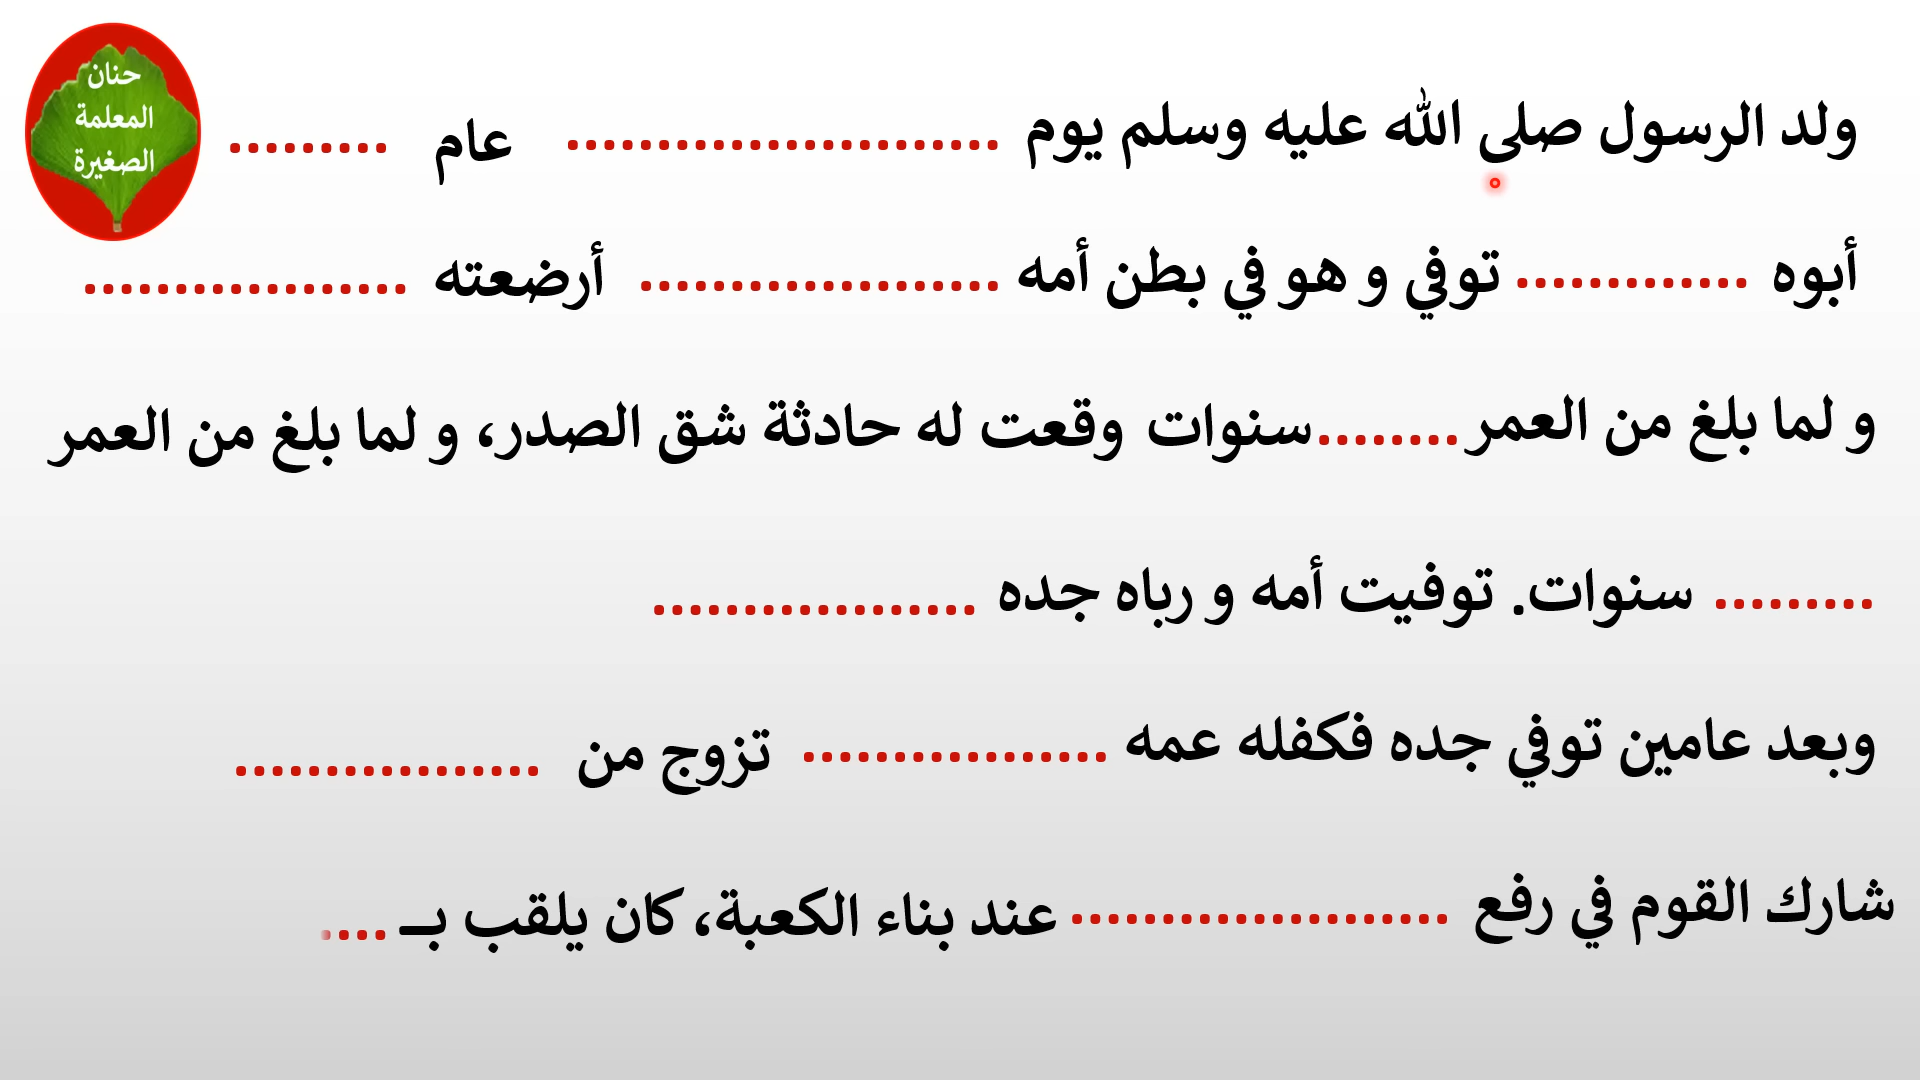 حنان
المعلمة
الصغيرة
ولد الرسول صلى الله عليه وسلم يوم ........................ عام .........
أبوه ............. توفي و هو في بطن أمه .................... أرضعته ..................
و لما بلغ من العمر........سنوات وقعت له حادثة شق الصدر، و لما بلغ من العمر
......... سنوات. توفيت أمه و رباه جده ..................
وبعد عامين توفي جده فكفله عمه ................. تزوج من .................
شارك القوم في رفع ..................... عند بناء الكعبة، كان يلقب بـ ....